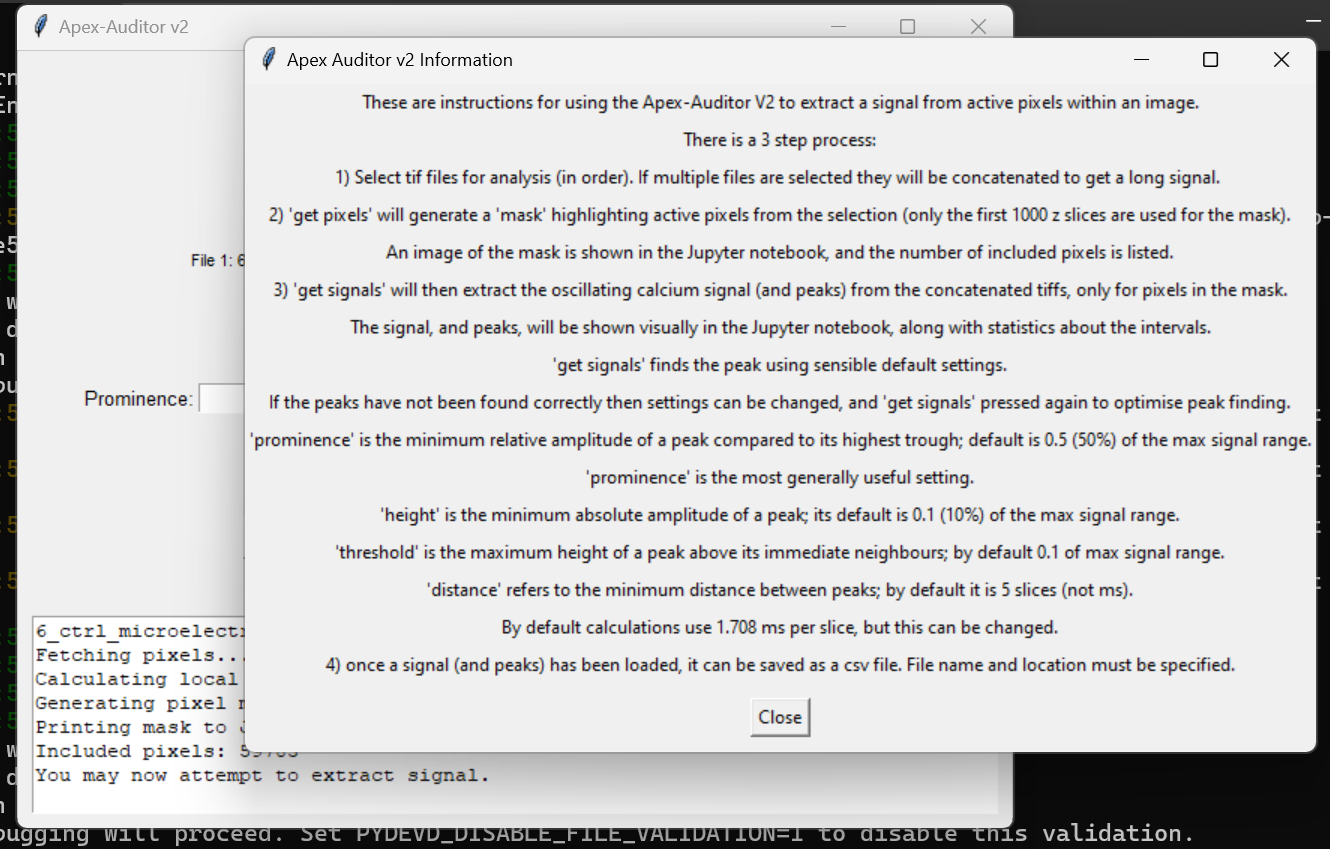 Apex-Auditor v2
Apex Auditor v2 Information
These are instructions for using the Apex-Auditor V2 to extract a signal from active pixels within an image.
There is a 3 step process:
1) Select tif files for analysis (in order). If multiple files are selected they will be concatenated to get a long signal.
2) 'get pixels' will generate a 'mask' highlighting active pixels from the selection (only the first 1000 z slices are used for the mask).
An image of the mask is shown in the Jupyter notebook, and the number of included pixels is listed.
3) 'get signals' will then extract the oscillating calcium signal (and peaks) from the concatenated tiffs, only for pixels in the mask.
The signal, and peaks, will be shown visually in the Jupyter notebook, along with statistics about the intervals.
'get signals' finds the peak using sensible default settings.
If the peaks have not been found correctly then settings can be changed, and 'get signals' pressed again to optimise peak finding.
'prominence' is the minimum relative amplitude of a peak compared to its highest trough; default is 0.5 (50%) of the max signal range.
'prominence' is the most generally useful setting.
'height' is the minimum absolute amplitude of a peak; its default is 0.1 (10%) of the max signal range.
'threshold' is the maximum height of a peak above its immediate neighbours; by default 0.1 of max signal range.
'distance' refers to the minimum distance between peaks; by default it is 5 slices (not ms).
By default calculations use 1.708 ms per slice, but this can be changed.
4) once a signal (and peaks) has been loaded, it can be saved as a csv file. File name and location must be specified.
Close
File 1: 6
Prominence:
6_ctrl_microelectr
Fetching pixels...
Calculating local
Generating pixel
Printing mask to
Included pixels:
You may now attempt to extract signal.
ugging will proceed. Set PYDEVD_DISABLE_FILE_VALIDATION=1 to disable this validation.